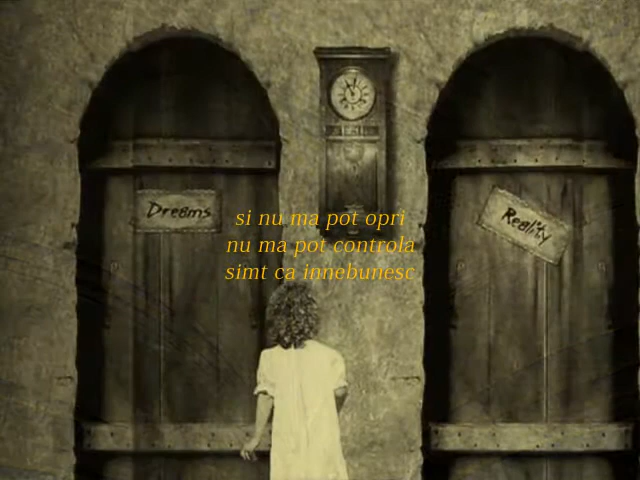 Dreams
Reality
si nu ma pot opri
nu ma pot controla
simt ca innebunesc